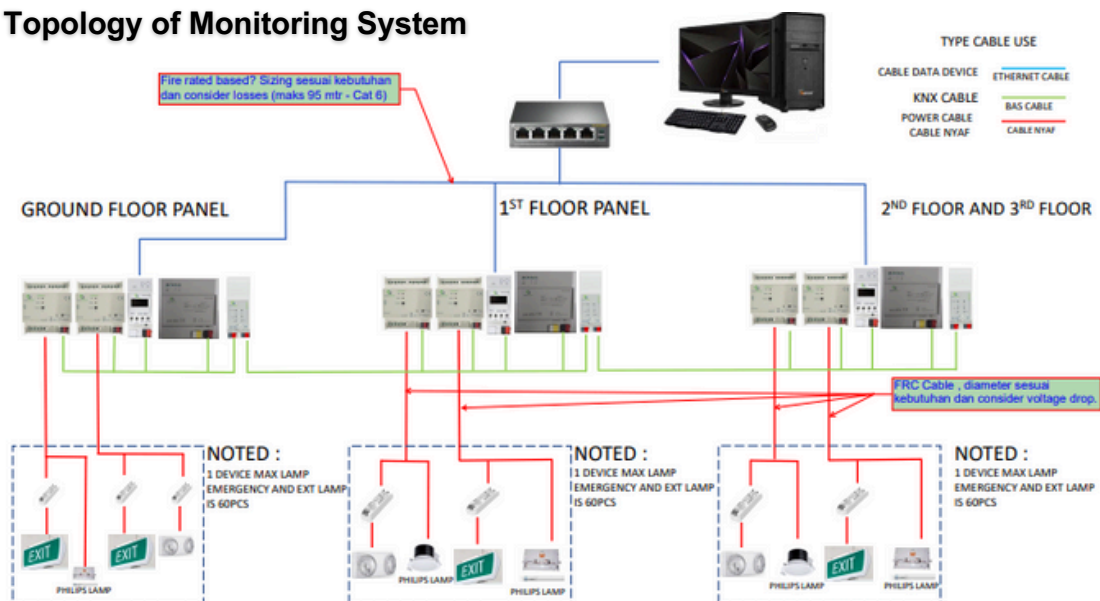 Topology of Monitoring System
TYPE CABLE USE
CABLE DATA DEVICE
ETHERNET CABLE
KNX CABLE
BAS CABLE
POWER CABLE
CABLE NYAF
CABLE NYAF
Fire rated based? Sizing sesuai kebutuhan
dan consider losses (maks 95 mtr - Cat 6)
GROUND FLOOR PANEL
1ST FLOOR PANEL
2ND FLOOR AND 3RD FLOOR
FRC Cable , diameter sesuai
kebutuhan dan consider voltage drop.
NOTED :
1 DEVICE MAX LAMP
EMERGENCY AND EXT LAMP
IS 60PCS
EXIT
EXIT
PHILIPS LAMP
NOTED :
1 DEVICE MAX LAMP
EMERGENCY AND EXT LAMP
IS 60PCS
EXIT
PHILIPS LAMP
PHILIPS LAMP
NOTED :
1 DEVICE MAX LAMP
EMERGENCY AND EXT LAMP
IS 60PCS
EXIT
PHILIPS LAMP
PHILIPS LAMP